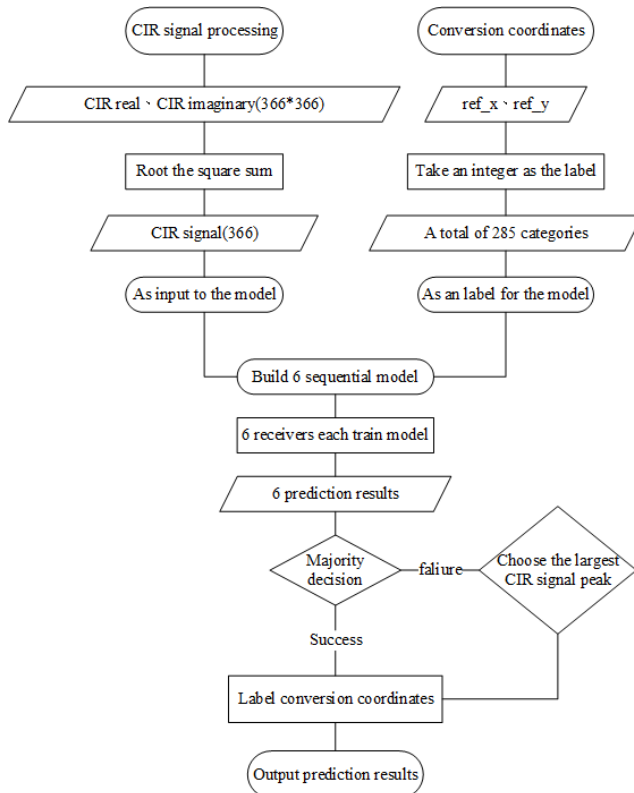 CIR signal processing
CIR real、CIR imaginary(366*366)
Root the square sum
CIR signal(366)
As input to the model
Conversion coordinates
ref_x、ref_y
Take an integer as the label
A total of 285 categories
As an label for the model
Build 6 sequential model
6 receivers each train model
6 prediction results
Majority
decision
faliure
Choose the largest
CIR signal peak
Success
Label conversion coordinates
Output prediction results